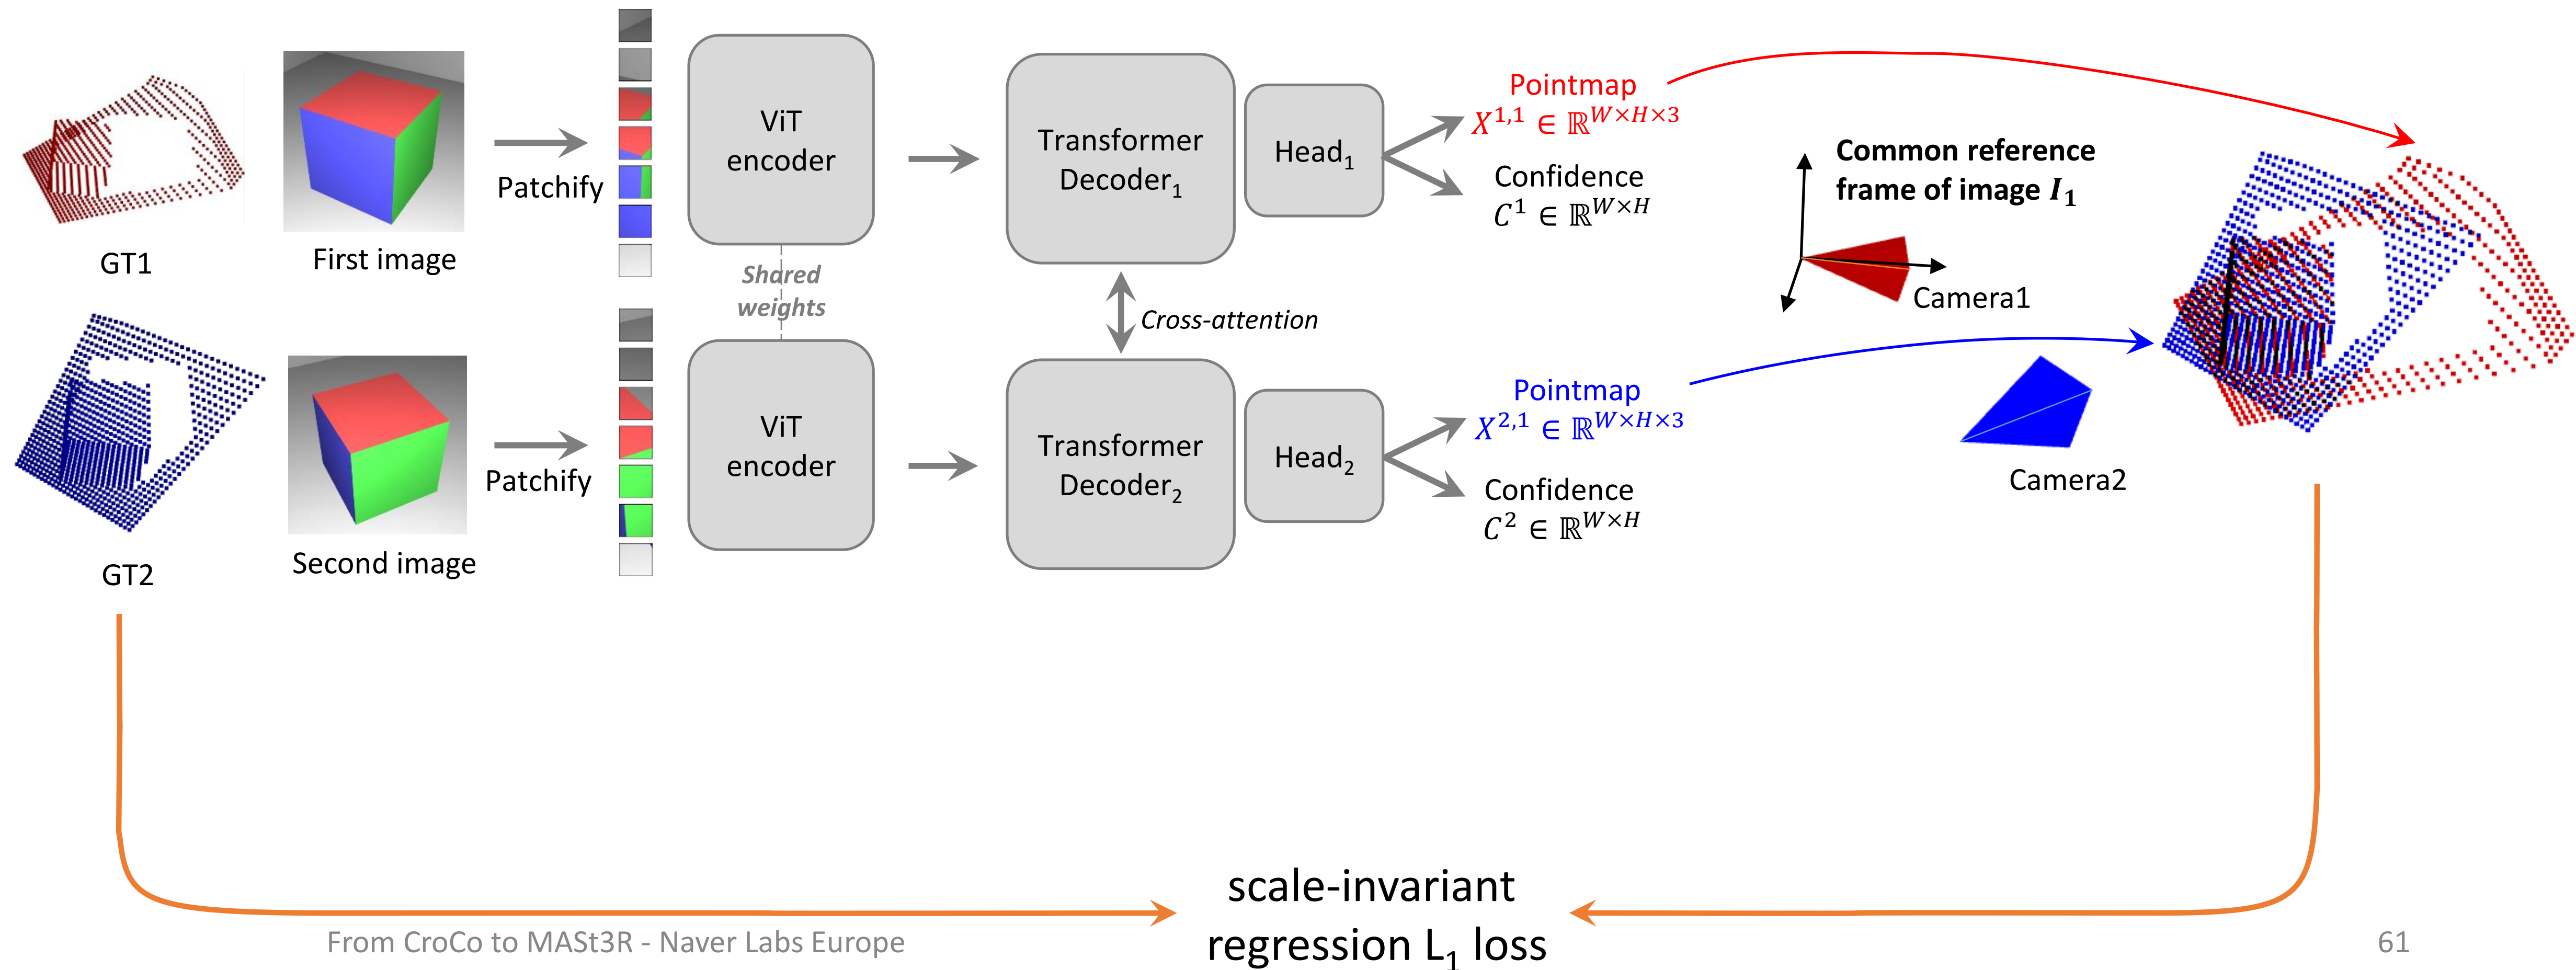 GT1
First image
Patchify
ViT
encoder
Transformer
Decoder₁
Head₁
Pointmap
X^{1,1} ∈ ℝ^{W×H×3}
Confidence
C^1 ∈ ℝ^{W×H}
Common reference
frame of image I₁
Camera1
Shared
weights
Cross-attention
GT2
Second image
Patchify
ViT
encoder
Transformer
Decoder₂
Head₂
Pointmap
X^{2,1} ∈ ℝ^{W×H×3}
Confidence
C^2 ∈ ℝ^{W×H}
Camera2
scale-invariant
regression L₁ loss
From CroCo to MASt3R - Naver Labs Europe
61